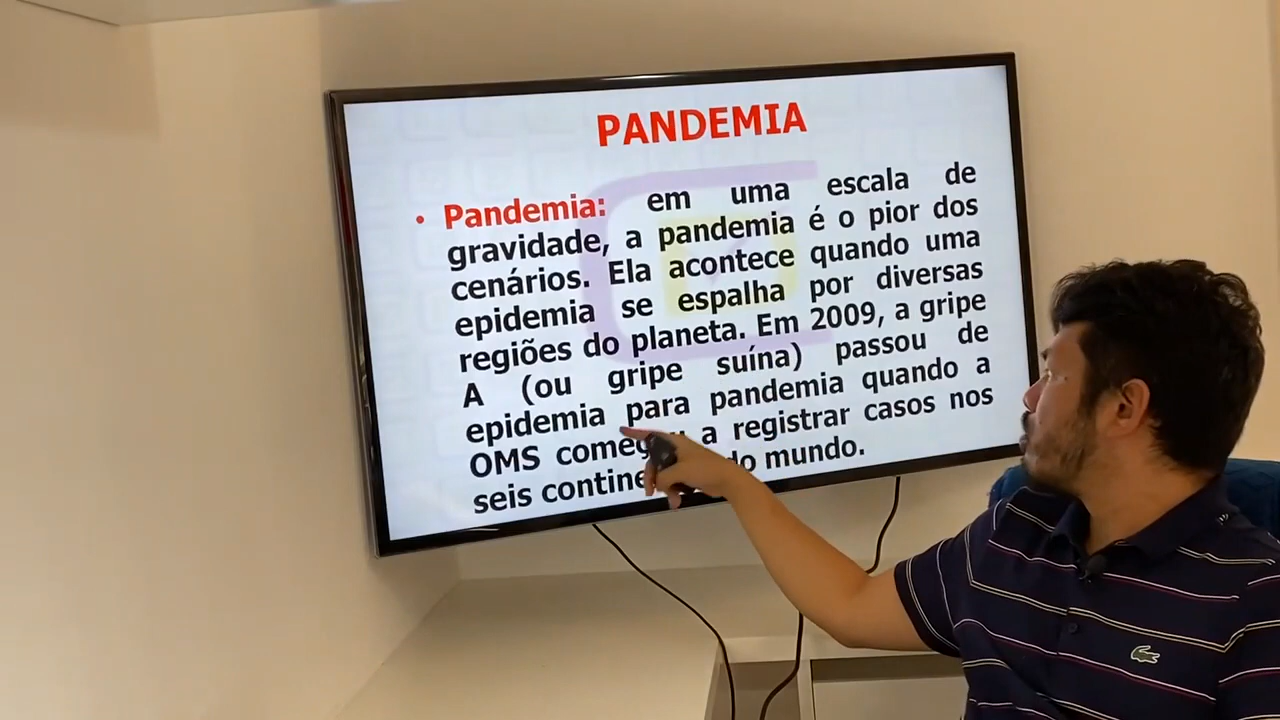 PANDEMIA
• Pandemia: em uma escala de
gravidade, a pandemia é o pior dos
cenários. Ela acontece quando uma
epidemia se espalha por diversas
regiões do planeta. Em 2009, a gripe
A (ou gripe suína) passou de
epidemia para pandemia quando a
OMS a registrar casos nos
seis mundo.